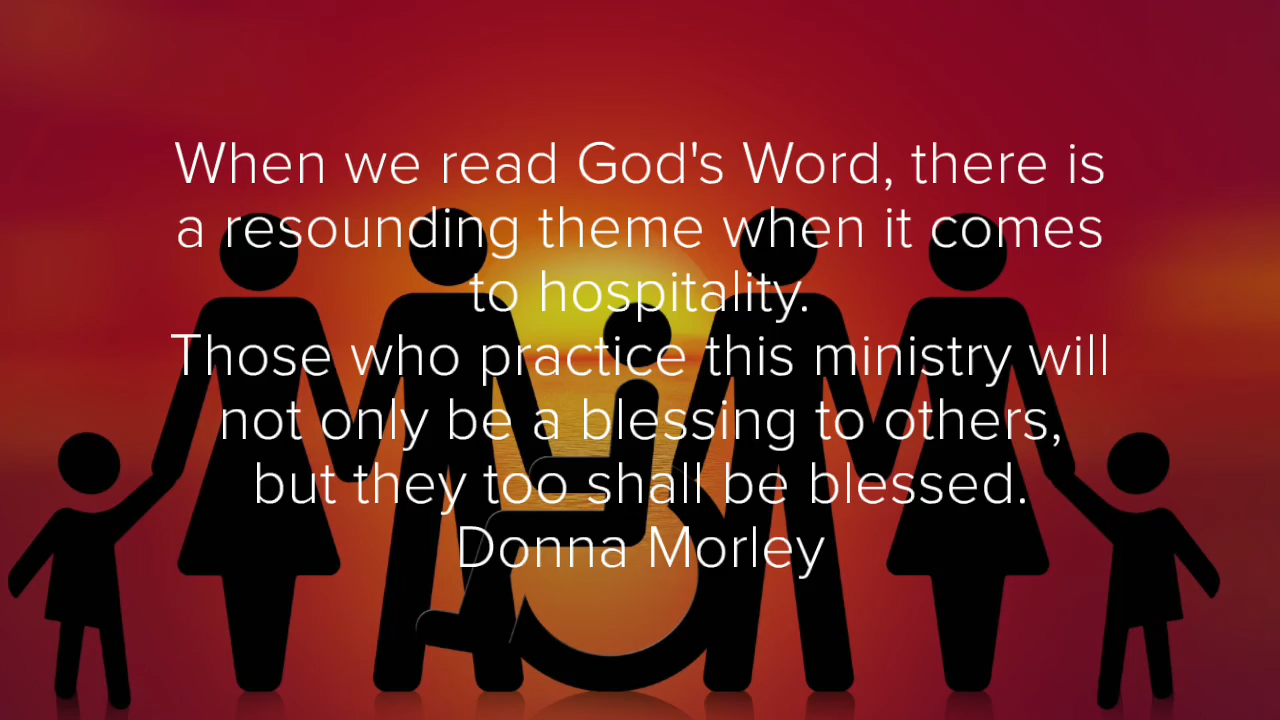 When we read God's Word, there is
a resounding theme when it comes
to hospitality.
Those who practice this ministry will
not only be a blessing to others,
but they too shall be blessed.
Donna Morley